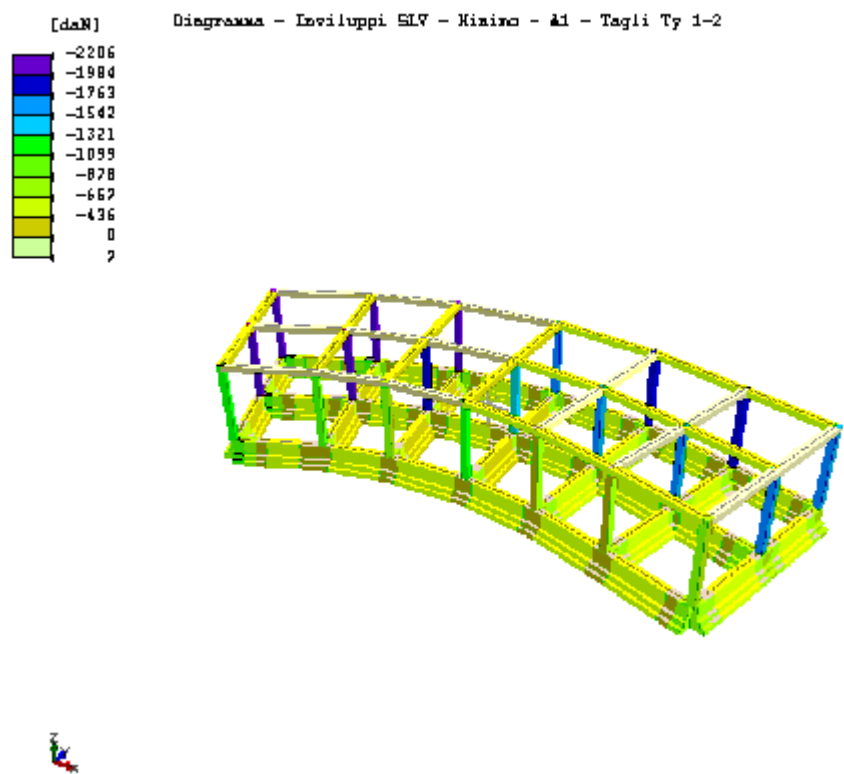 [daN]
Diagramma - Inviluppi SLV - Minimo - A1 - Tagli Ty 1-2
-2206
-1984
-1763
-1542
-1321
-1099
-878
-657
-436
0
7
Z
Y
X